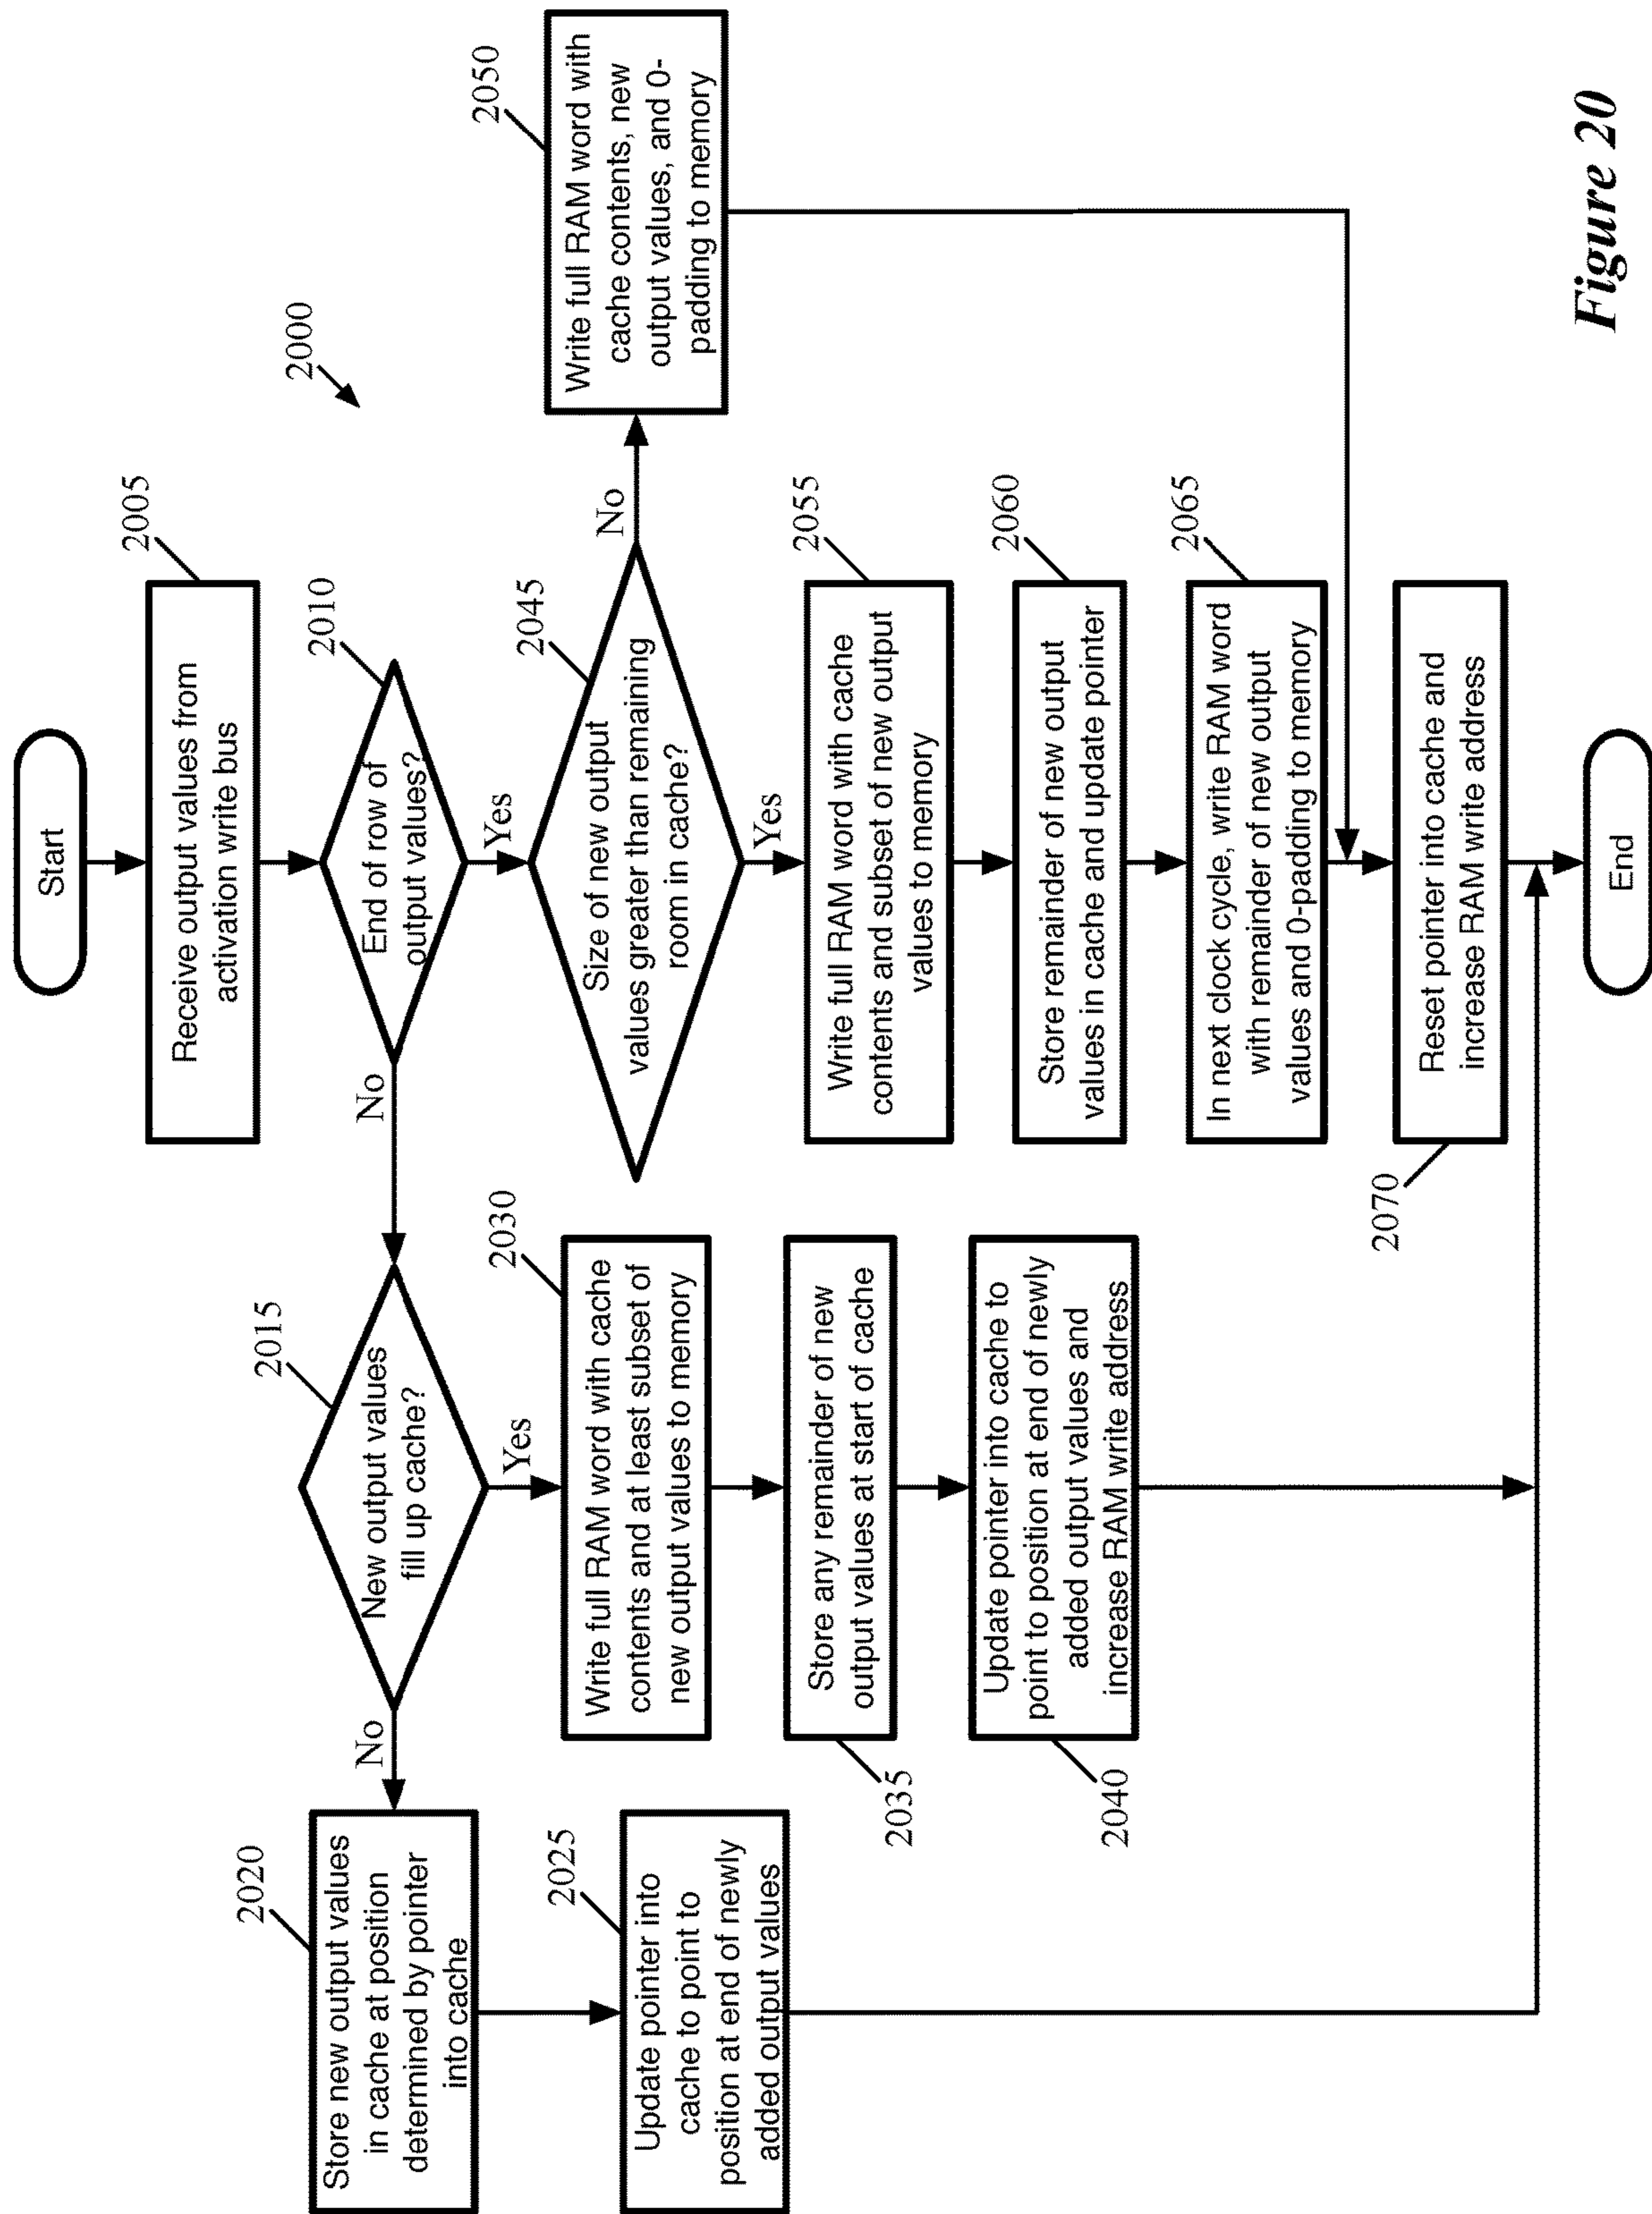 Start
2005
Receive output values from
activation write bus
2000
2010
End of row of
output values?
No
Yes
2015
New output values
fill up cache?
No
Yes
2020
Store new output values
in cache at position
determined by pointer
into cache
2025
Update pointer into
cache to point to
position at end of newly
added output values
2030
Write full RAM word with cache
contents and at least subset of
new output values to memory
Store any remainder of new
output values at start of cache
2035
Update pointer into cache to
point to position at end of newly
added output values and
increase RAM write address
2040
2045
Size of new output
values greater than remaining
room in cache?
No
Yes
2050
Write full RAM word with
cache contents, new
output values, and 0-
padding to memory
2055
Write full RAM word with cache
contents and subset of new output
values to memory
2060
Store remainder of new output
values in cache and update pointer
2065
In next clock cycle, write RAM word
with remainder of new output
values and 0-padding to memory
2070
Reset pointer into cache and
increase RAM write address
End
Figure 20